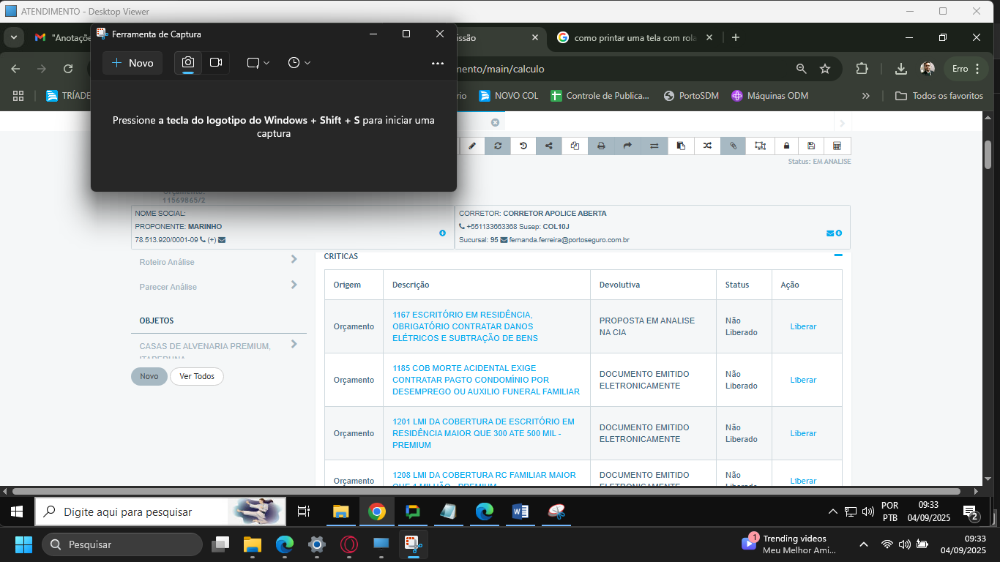 ATENDIMENTO - Desktop Viewer
"Anotaçõe
issão
como printar uma tela com rola
Ferramenta de Captura
Novo
mento/main/calculo
Erro
TRÍADE
rio
NOVO COL
Controle de Publica...
PortoSDM
Máquinas ODM
Todos os favoritos
Pressione a tecla do logotipo do Windows + Shift + S para iniciar uma
captura
Status: EM ANALISE
Orçamento:
11569865/2
NOME SOCIAL:
PROPONENTE: MARINHO
78.513.920/0001-09 (+)
CORRETOR: CORRETOR APOLICE ABERTA
+551133663368 Susep: COL10J
Sucursal: 95 fernanda.ferreira@portoseguro.com.br
Roteiro Análise
Parecer Análise
OBJETOS
CASAS DE ALVENARIA PREMIUM,
ITAPERUNA
Novo
Ver Todos
CRITICAS
Origem
Descrição
Devolutiva
Status
Ação
Orçamento
1167 ESCRITÓRIO EM RESIDÊNCIA,
OBRIGATÓRIO CONTRATAR DANOS
ELÉTRICOS E SUBTRAÇÃO DE BENS
PROPOSTA EM ANALISE
NA CIA
Não
Liberado
Liberar
Orçamento
1185 COB MORTE ACIDENTAL EXIGE
CONTRATAR PAGTO CONDOMÍNIO POR
DESEMPREGO OU AUXILIO FUNERAL FAMILIAR
DOCUMENTO EMITIDO
ELETRONICAMENTE
Não
Liberado
Liberar
Orçamento
1201 LMI DA COBERTURA DE ESCRITÓRIO EM
RESIDÊNCIA MAIOR QUE 300 ATE 500 MIL -
PREMIUM
DOCUMENTO EMITIDO
ELETRONICAMENTE
Não
Liberado
Liberar
Orçamento
1208 LMI DA COBERTURA RC FAMILIAR MAIOR
QUE 1 MILHÃO - PREMIUM
DOCUMENTO EMITIDO
ELETRONICAMENTE
Não
Liberado
Liberar
Digite aqui para pesquisar
POR
PTB
09:33
04/09/2025
2
Pesquisar
1
Trending videos
Meu Melhor Ami...
09:33
04/09/2025